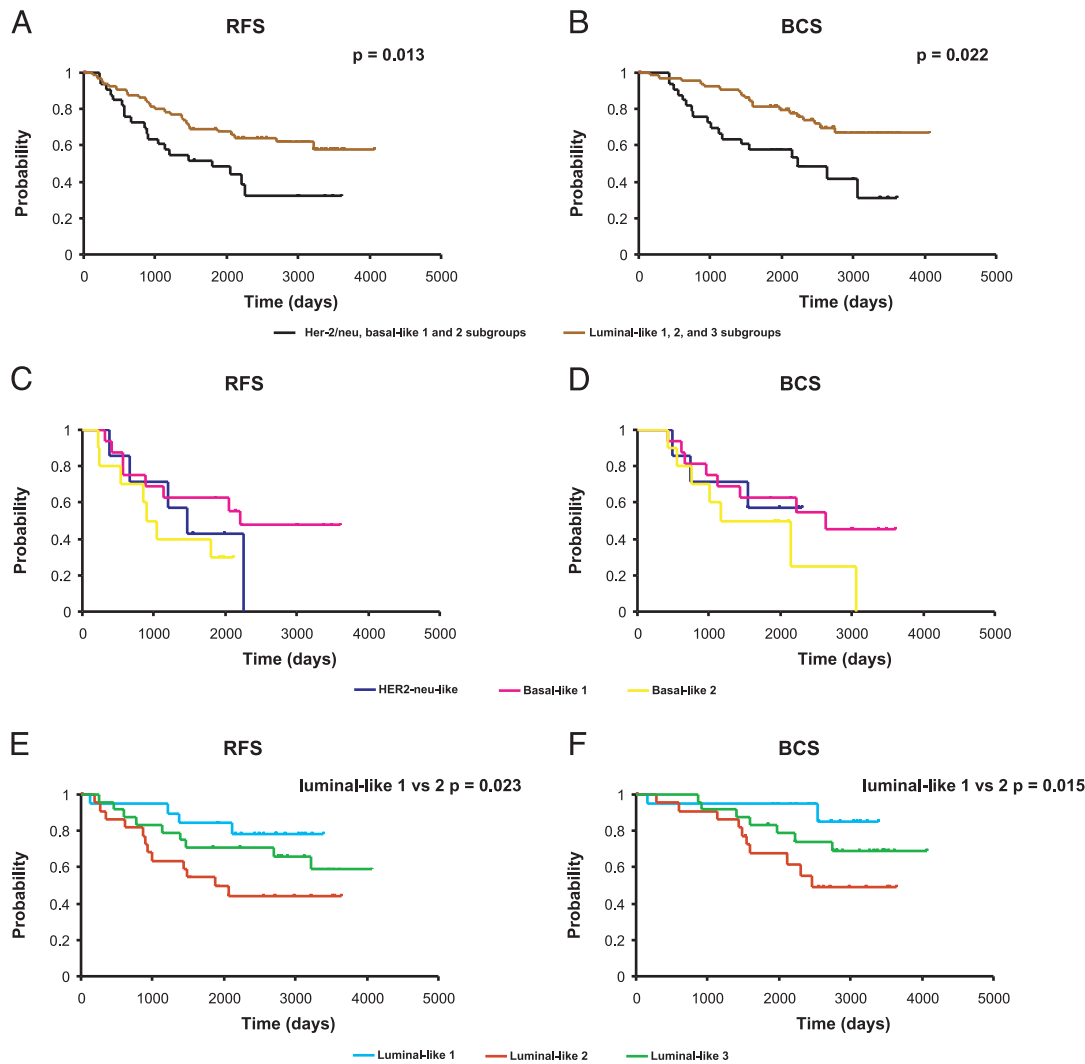 A
RFS
p = 0.013
Probability
1
0.8
0.6
0.4
0.2
0
0 1000 2000 3000 4000 5000
Time (days)
B
BCS
p = 0.022
Probability
1
0.8
0.6
0.4
0.2
0
0 1000 2000 3000 4000 5000
Time (days)
Her-2/neu, basal-like 1 and 2 subgroups
Luminal-like 1, 2, and 3 subgroups
C
RFS
Probability
1
0.8
0.6
0.4
0.2
0
0 1000 2000 3000 4000 5000
Time (days)
D
BCS
Probability
1
0.8
0.6
0.4
0.2
0
0 1000 2000 3000 4000 5000
Time (days)
HER2-neu-like
Basal-like 1
Basal-like 2
E
RFS
luminal-like 1 vs 2 p = 0.023
Probability
1
0.8
0.6
0.4
0.2
0
0 1000 2000 3000 4000 5000
Time (days)
F
BCS
luminal-like 1 vs 2 p = 0.015
Probability
1
0.8
0.6
0.4
0.2
0
0 1000 2000 3000 4000 5000
Time (days)
Luminal-like 1
Luminal-like 2
Luminal-like 3